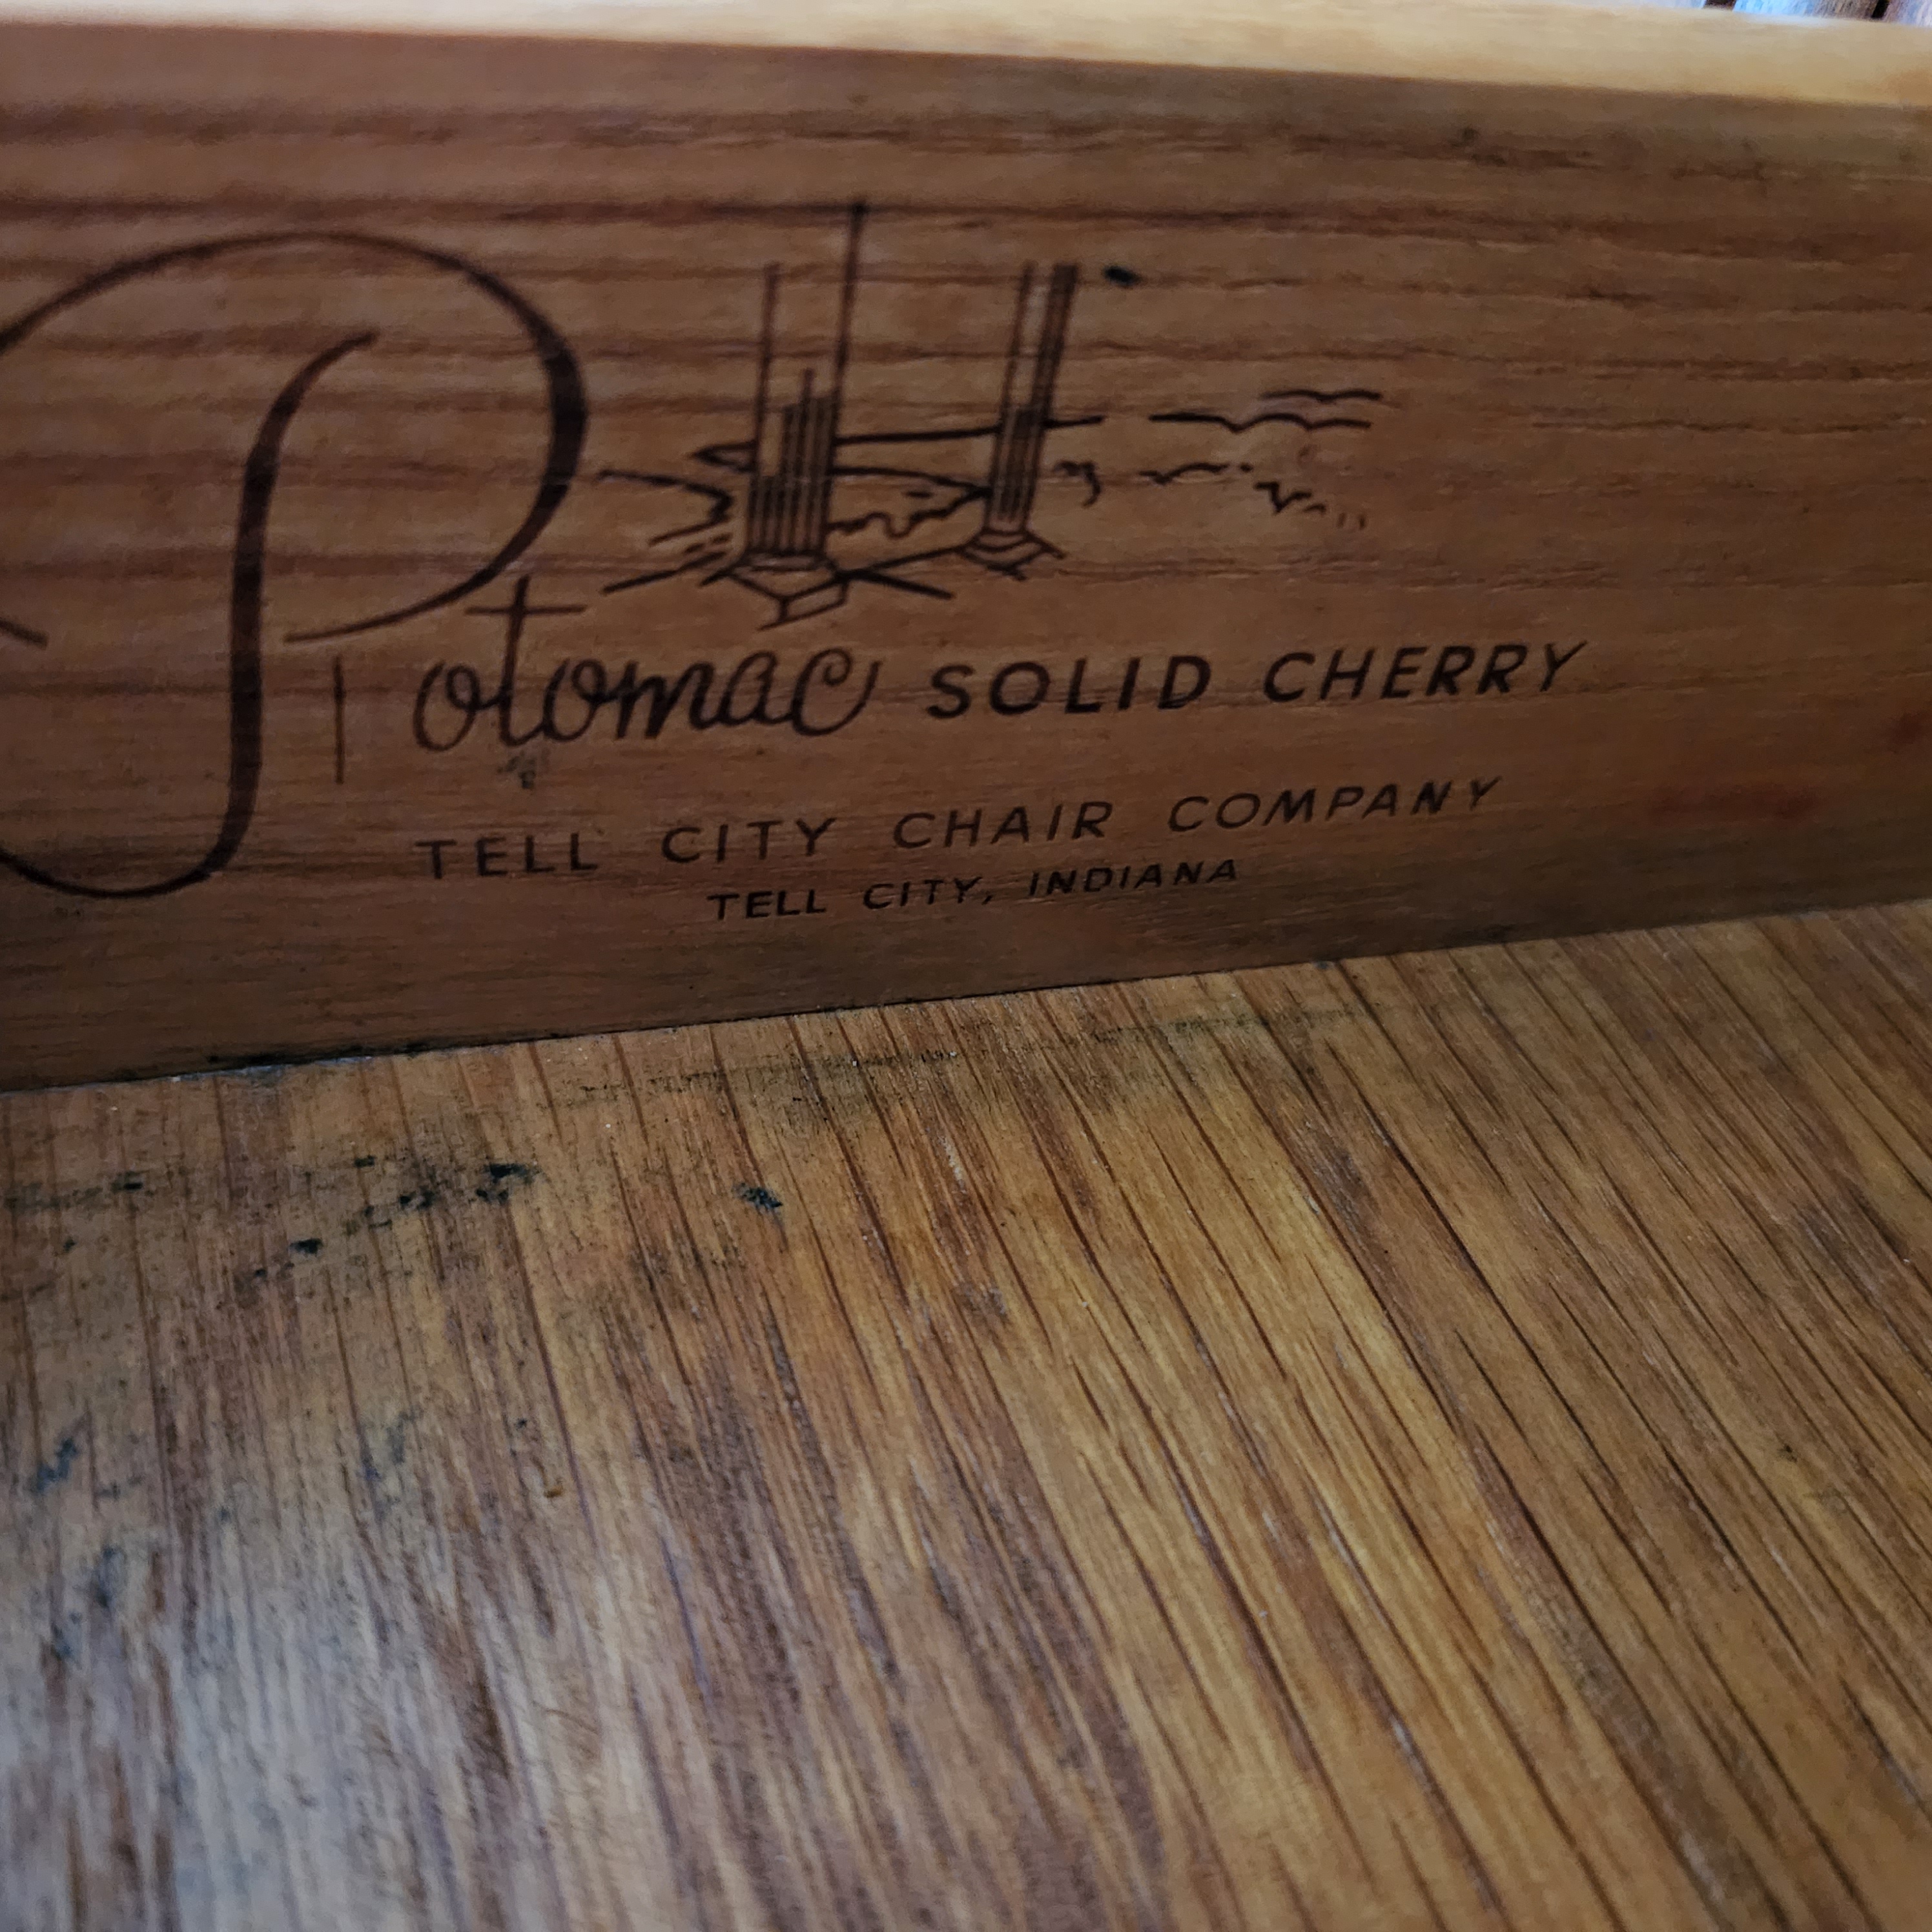 Potomac SOLID CHERRY
TELL CITY CHAIR COMPANY
TELL CITY, INDIANA